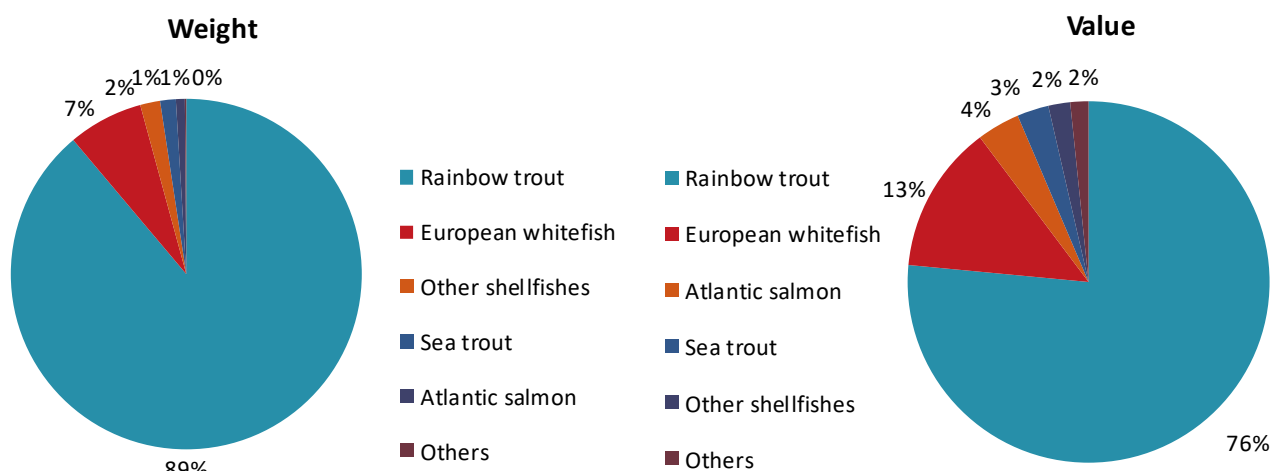 Weight
2% 1% 1% 0%
7%
89%
Rainbow trout
European whitefish
Other shellfishes
Sea trout
Atlantic salmon
Others
Value
3% 2% 2%
4%
13%
76%
Rainbow trout
European whitefish
Atlantic salmon
Sea trout
Other shellfishes
Others